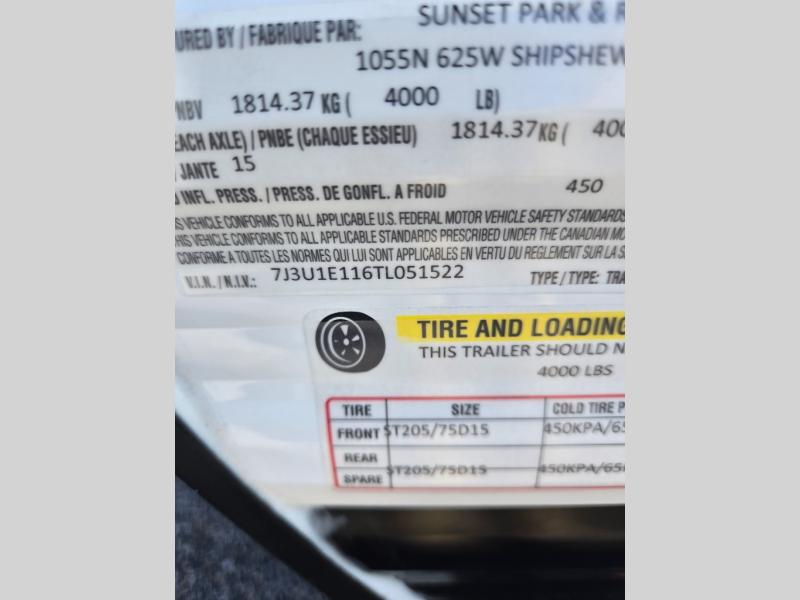 URED BY / FABRIQUE PAR: SUNSET PARK & R
1055N 625W SHIPSHEW
NBV 1814.37 KG ( 4000 LB)
EACH AXLE) / PNBE (CHAQUE ESSIEU) 1814.37KG ( 400
JANTE 15
INFL. PRESS. / PRESS. DE GONFL. A FROID 450
S VEHICLE CONFORMS TO ALL APPLICABLE U.S. FEDERAL MOTOR VEHICLE SAFETY STANDARDS
HIS VEHICLE CONFORMS TO ALL APPLICABLE STANDARDS PRESCRIBED UNDER THE CANADIAN MO
CONFORME A TOUTES LES NORMES QUI LUI SONT APPLICABLES EN VERTU DU REGLEMENT SUR LA S
V.I.N. / N.I.V.: 7J3U1E116TL051522 TYPE / TYPE: TRA
TIRE AND LOADING
THIS TRAILER SHOULD N
4000 LBS
TIRE SIZE COLD TIRE P
FRONT ST205/75D15 450KPA/65
REAR
SPARE ST205/75D15 450KPA/65